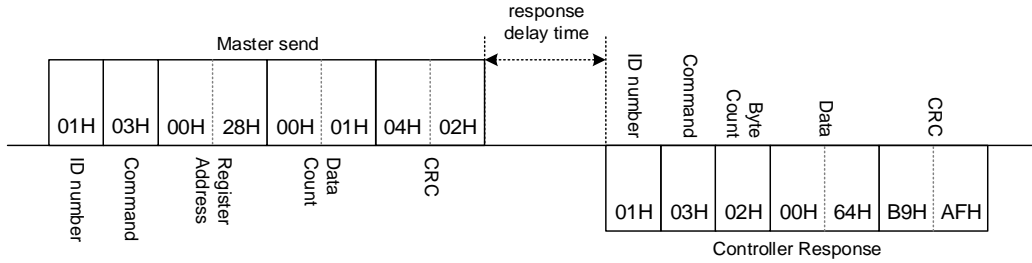 response
delay time
Master send
01H 03H 00H 28H 00H 01H 04H 02H
ID number
Command
Register
Address
Data
Count
CRC
ID number
Command
Byte
Count
Data
CRC
01H 03H 02H 00H 64H B9H AFH
Controller Response